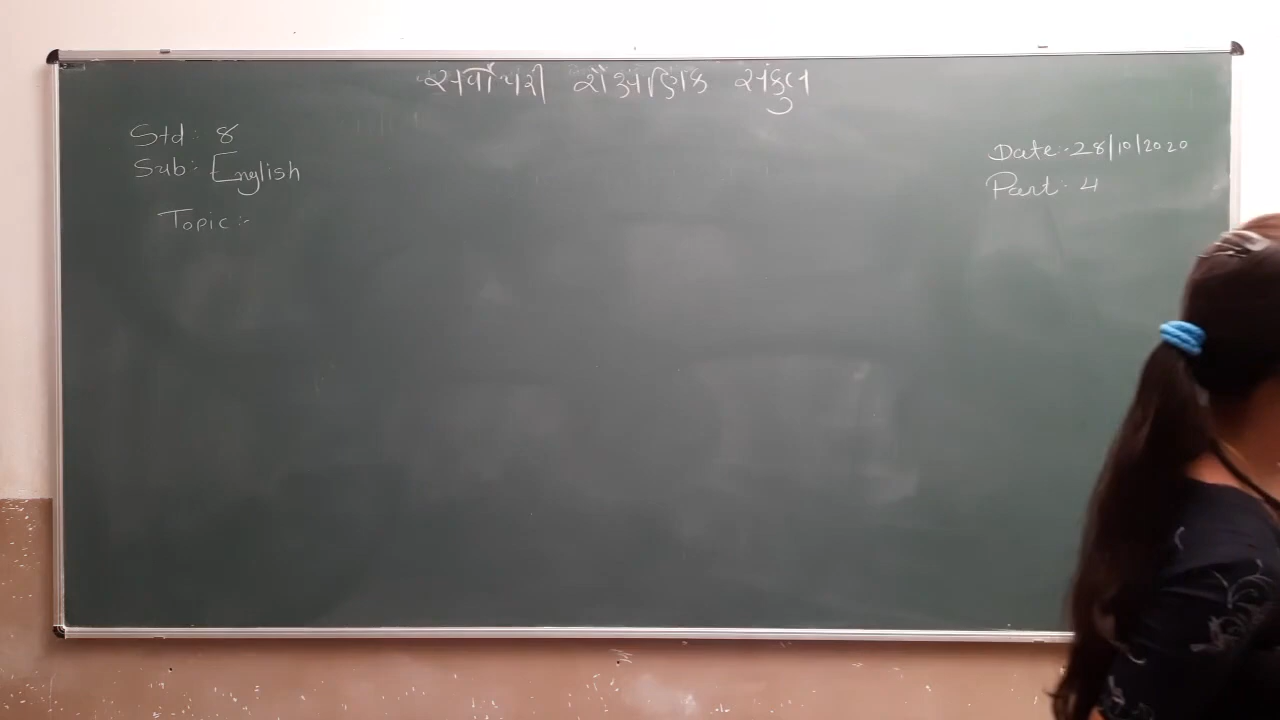 સર્વોપરી શૈક્ષણિક સંકુલ
Std: 8
Sub: English
Topic:-
Date:-28/10/2020
Part: 4